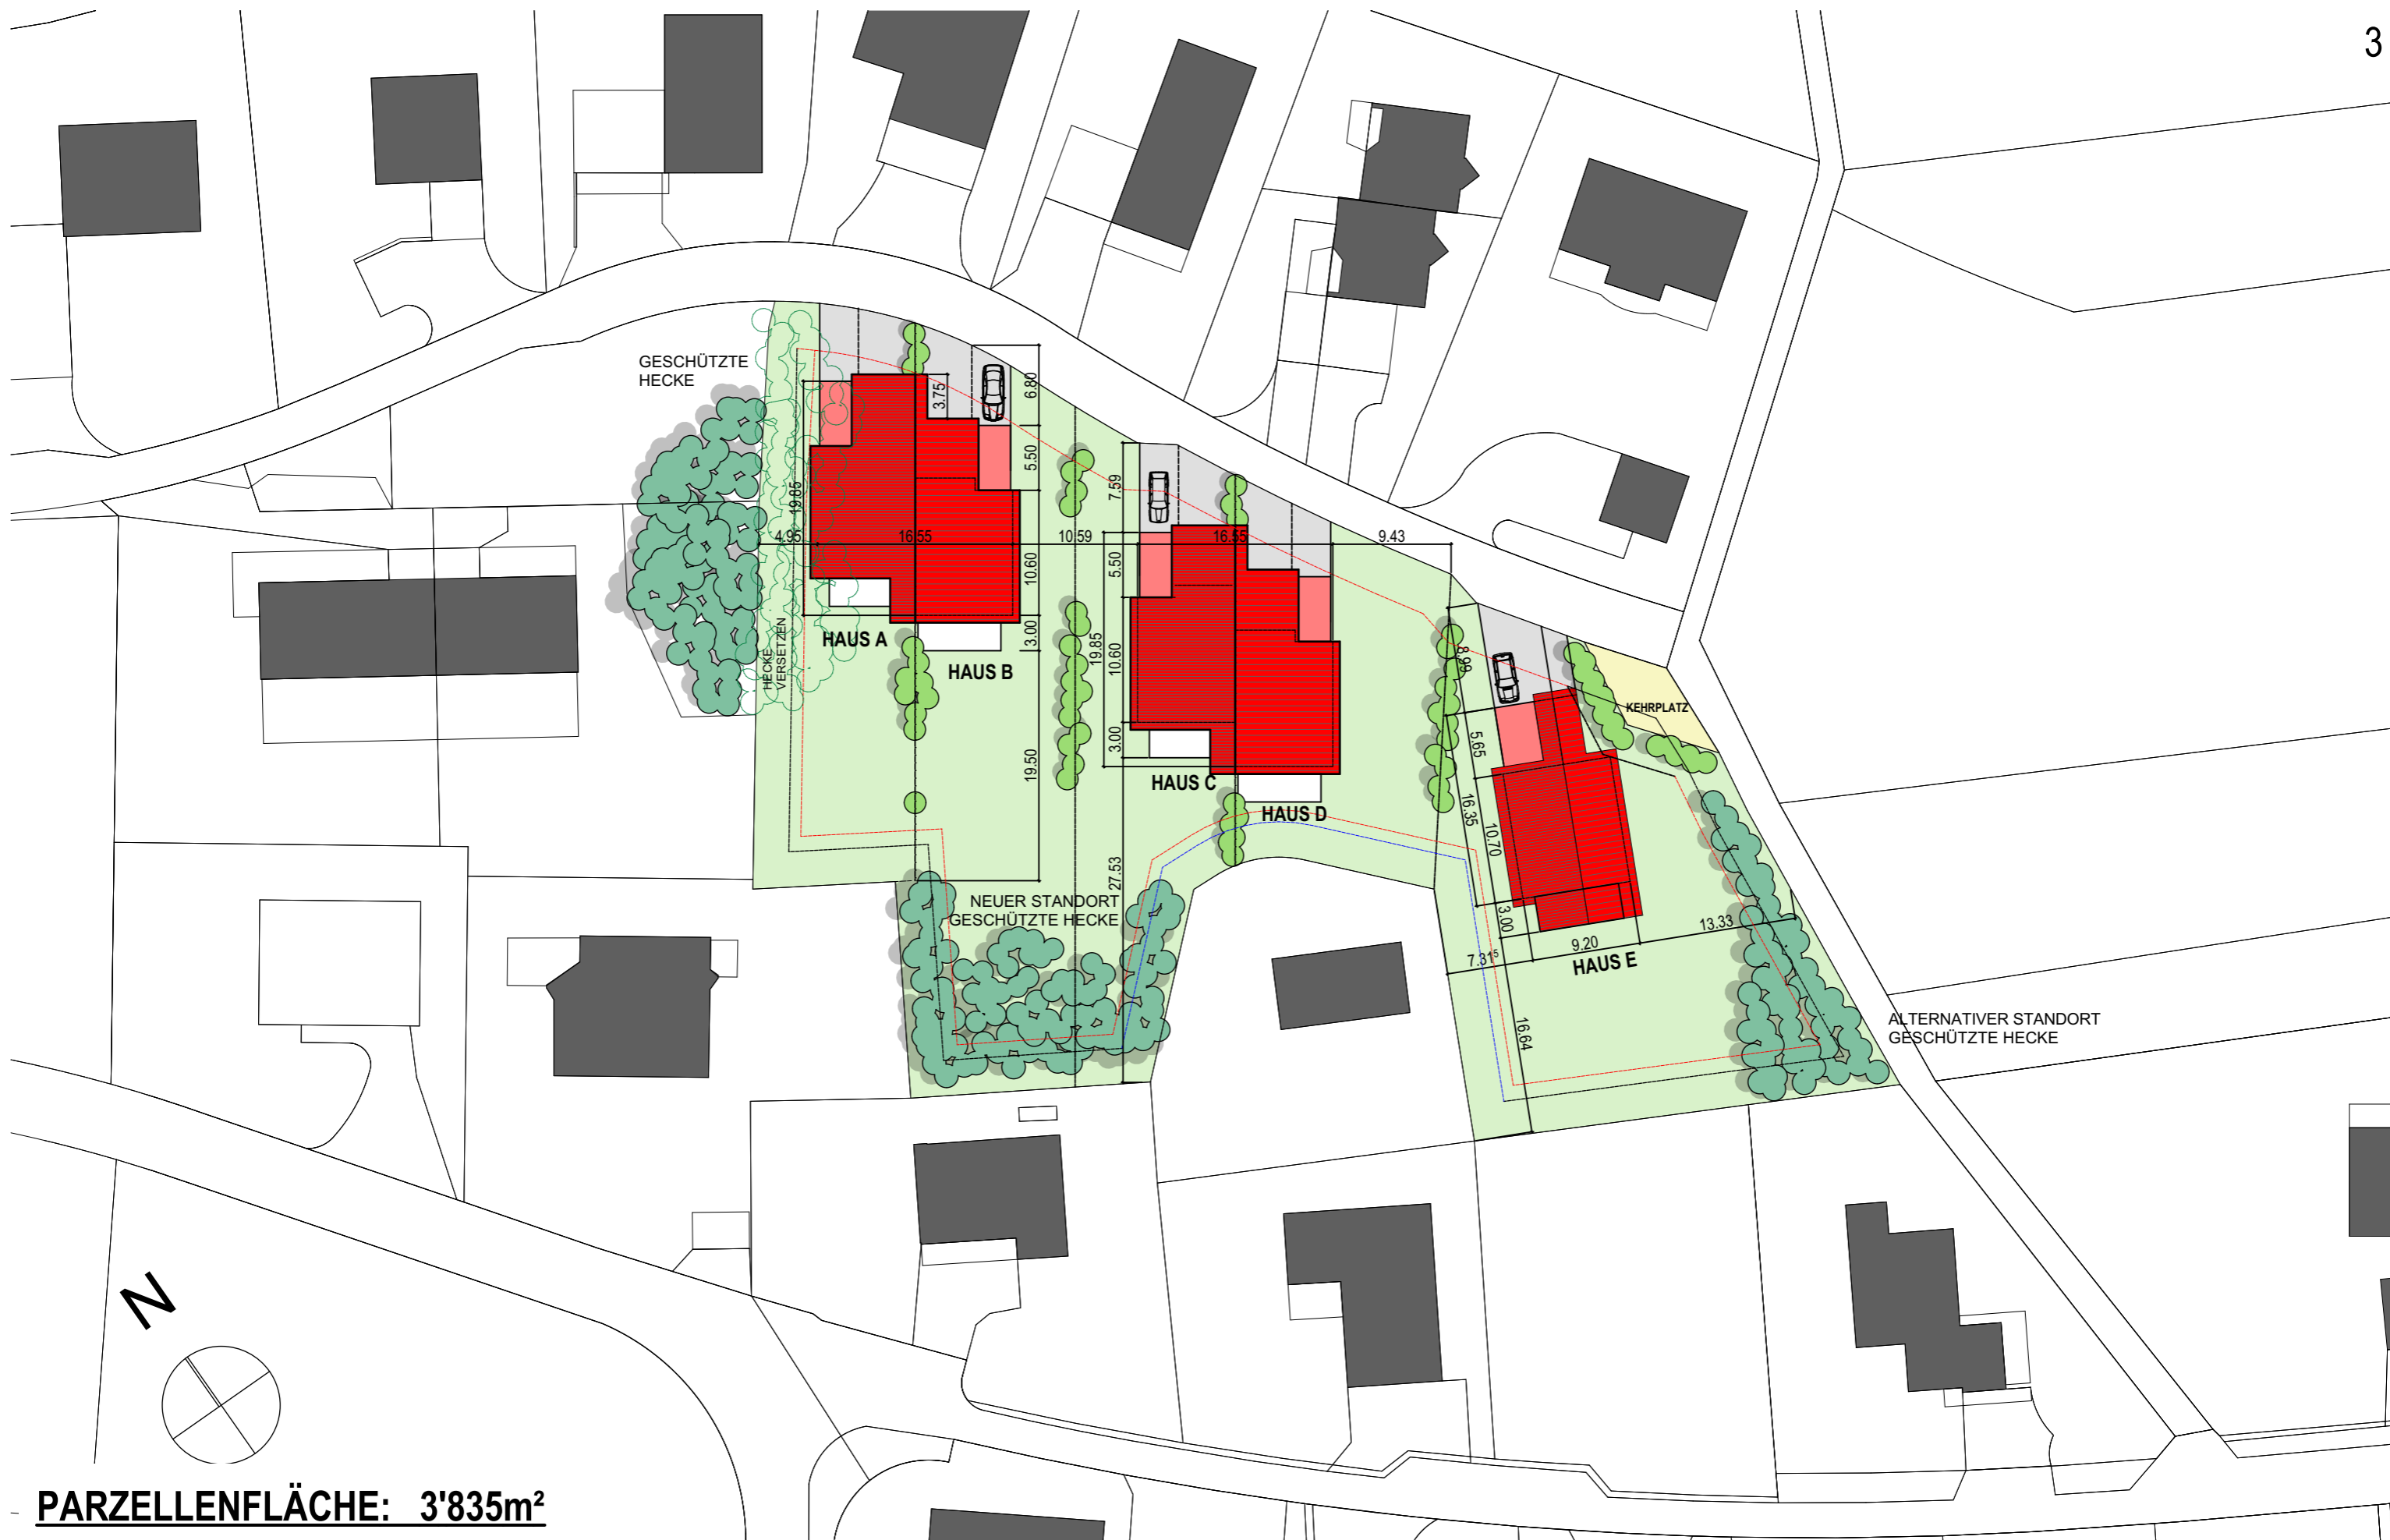 3
GESCHÜTZTE
HECKE
3.75
6.80
5.50
7.59
19.85
4.95
16.55
10.59
16.55
9.43
10.60
5.50
HECKE
VERSETZEN
HAUS A
3.00
HAUS B
19.85
10.60
8.99
KEHRPLATZ
5.65
3.00
19.50
HAUS C
HAUS D
16.35
10.70
27.53
NEUER STANDORT
GESCHÜTZTE HECKE
3.00
13.33
9.20
7.31⁵
HAUS E
16.64
ALTERNATIVER STANDORT
GESCHÜTZTE HECKE
N
PARZELLENFLÄCHE: 3'835m²